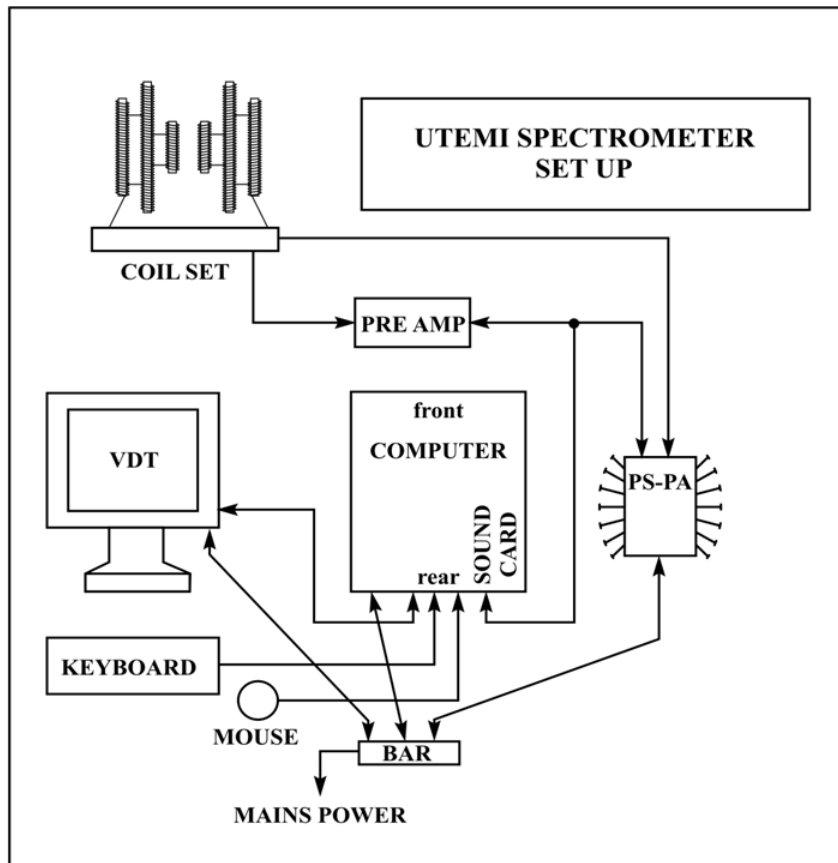 UTEMI SPECTROMETER
SET UP
COIL SET
PRE AMP
front
COMPUTER
VDT
PS-PA
SOUND
CARD
rear
KEYBOARD
MOUSE
BAR
MAINS POWER